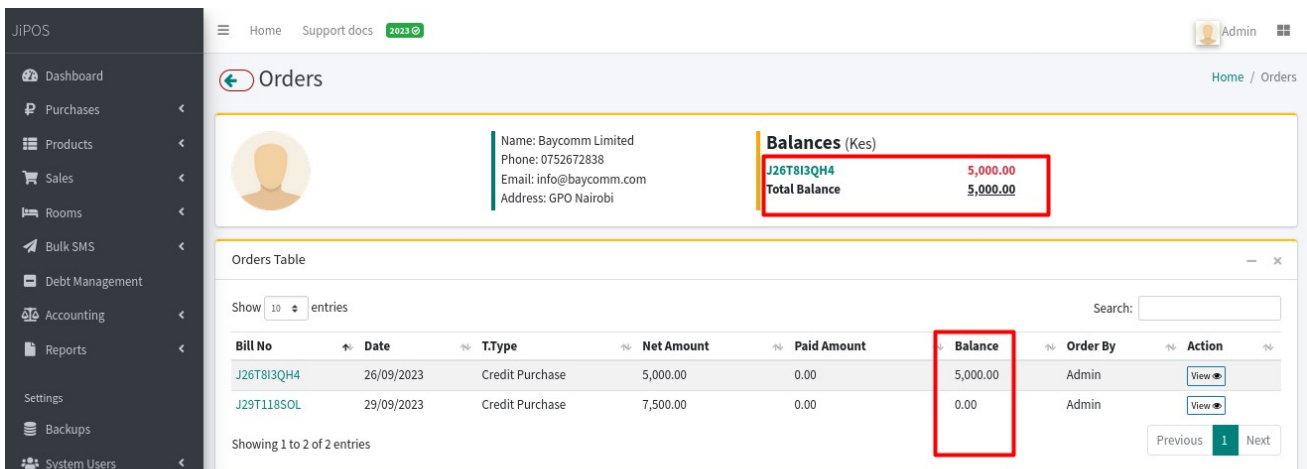 JiPOS
Home Support docs 2023
Admin
Dashboard
Purchases
Products
Sales
Rooms
Bulk SMS
Debt Management
Accounting
Reports
Settings
Backups
System Users
Orders
Home / Orders
Name: Baycomm Limited
Phone: 0752672838
Email: info@baycomm.com
Address: GPO Nairobi
Balances (Kes)
J26T8I3QH4 5,000.00
Total Balance 5,000.00
Orders Table
Show 10 entries
Search:
Bill No Date T.Type Net Amount Paid Amount Balance Order By Action
J26T8I3QH4 26/09/2023 Credit Purchase 5,000.00 0.00 5,000.00 Admin View
J29T118SOL 29/09/2023 Credit Purchase 7,500.00 0.00 0.00 Admin View
Showing 1 to 2 of 2 entries
Previous 1 Next